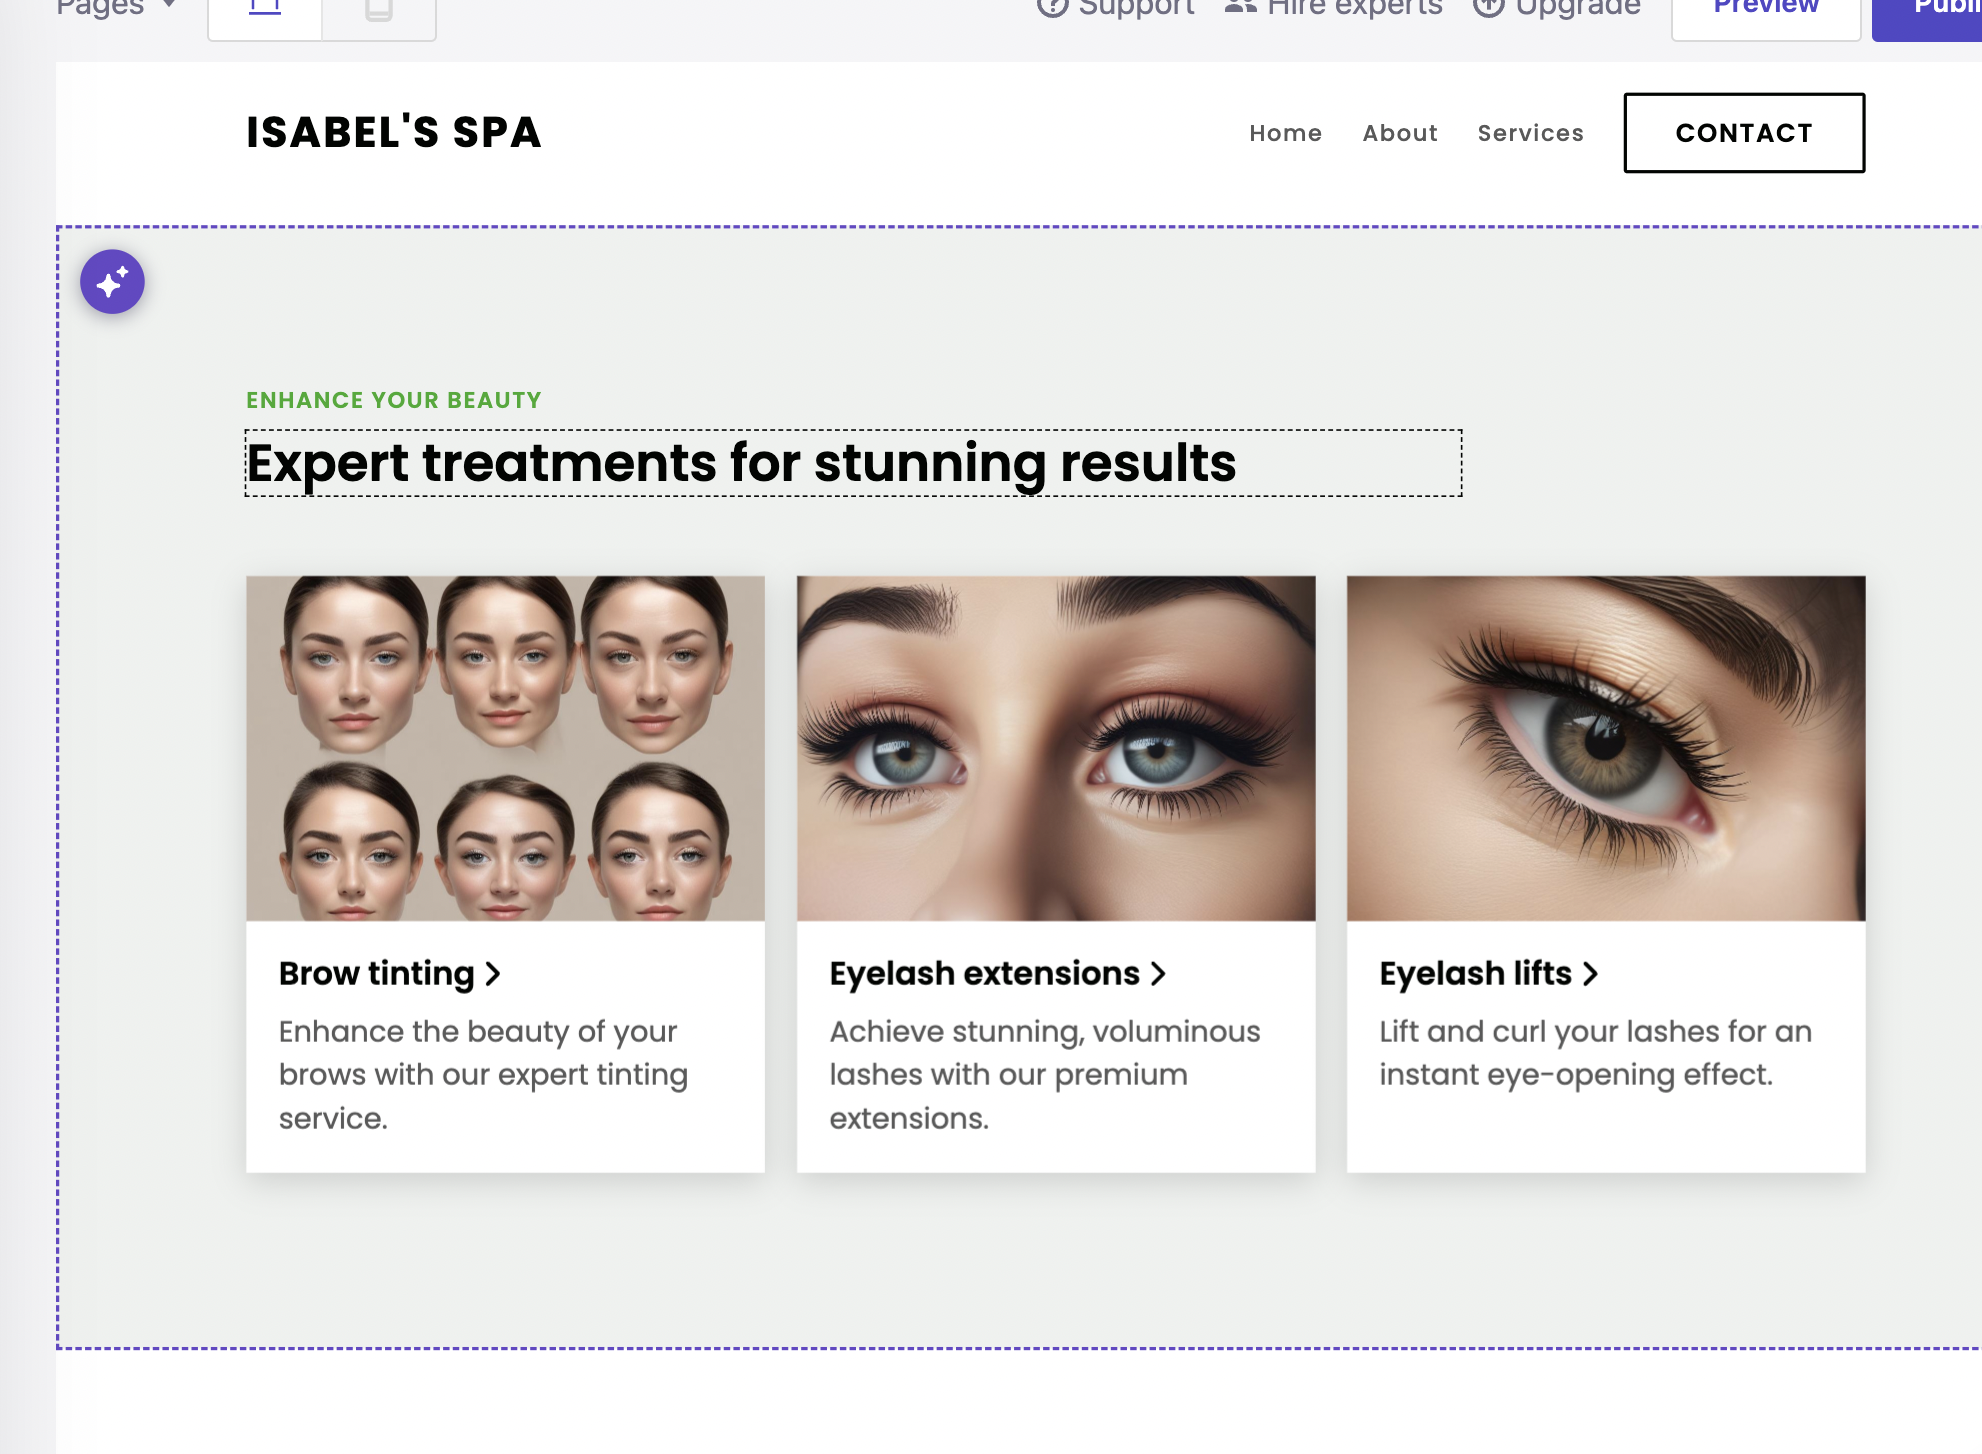 Pages
Support Hire experts Upgrade Preview
ISABEL'S SPA
Home About Services CONTACT
ENHANCE YOUR BEAUTY
Expert treatments for stunning results
Brow tinting
Enhance the beauty of your
brows with our expert tinting
service.
Eyelash extensions
Achieve stunning, voluminous
lashes with our premium
extensions.
Eyelash lifts
Lift and curl your lashes for an
instant eye-opening effect.